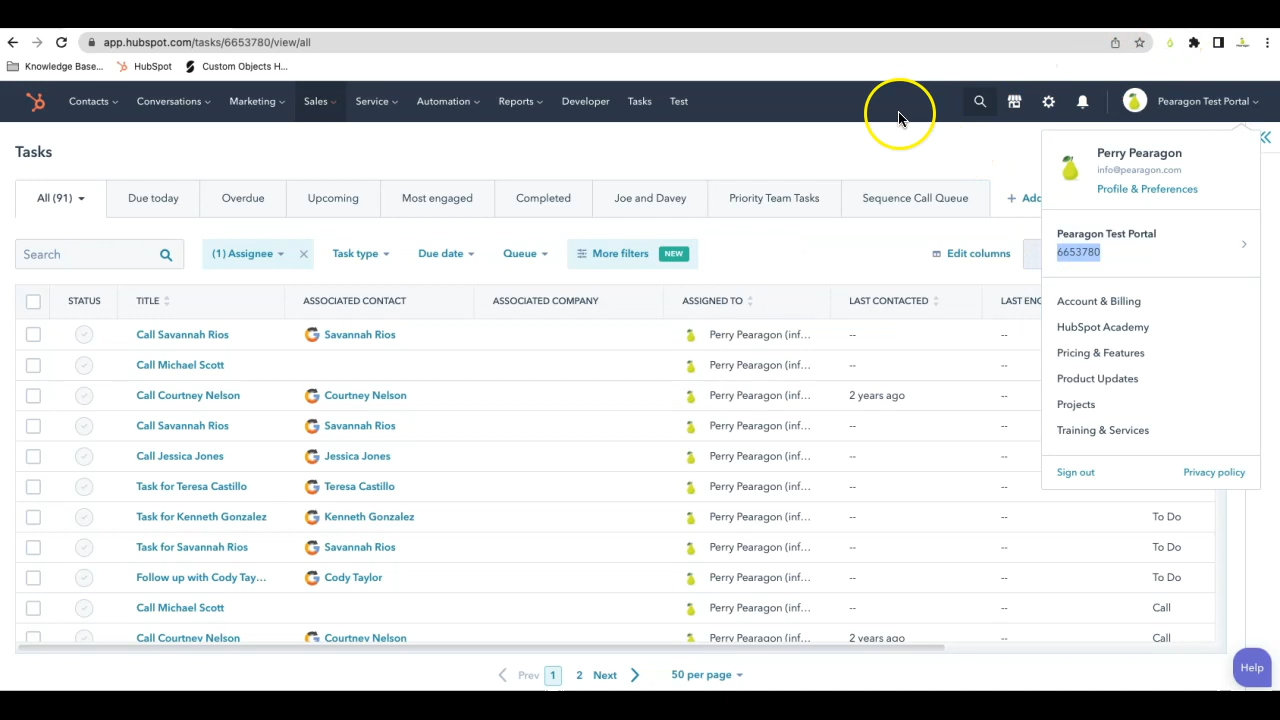 app.hubspot.com/tasks/6653780/view/all
Knowledge Base... HubSpot Custom Objects H...
Contacts Conversations Marketing Sales Service Automation Reports Developer Tasks Test Pearagon Test Portal
Tasks
All (91) Due today Overdue Upcoming Most engaged Completed Joe and Davey Priority Team Tasks Sequence Call Queue + Add
Search (1) Assignee Task type Due date Queue More filters NEW Edit columns
STATUS TITLE ASSOCIATED CONTACT ASSOCIATED COMPANY ASSIGNED TO LAST CONTACTED LAST ENG
Call Savannah Rios Savannah Rios Perry Pearagon (inf... -- --
Call Michael Scott Perry Pearagon (inf... -- --
Call Courtney Nelson Courtney Nelson Perry Pearagon (inf... 2 years ago --
Call Savannah Rios Savannah Rios Perry Pearagon (inf... -- --
Call Jessica Jones Jessica Jones Perry Pearagon (inf... -- --
Task for Teresa Castillo Teresa Castillo Perry Pearagon (inf... -- --
Task for Kenneth Gonzalez Kenneth Gonzalez Perry Pearagon (inf... -- -- To Do
Task for Savannah Rios Savannah Rios Perry Pearagon (inf... -- -- To Do
Follow up with Cody Tay... Cody Taylor Perry Pearagon (inf... -- -- To Do
Call Michael Scott Perry Pearagon (inf... -- -- Call
Call Courtney Nelson Courtney Nelson Perry Pearagon (inf... 2 years ago -- Call
Prev 1 2 Next 50 per page
Perry Pearagon
info@pearagon.com
Profile & Preferences
Pearagon Test Portal
6653780
Account & Billing
HubSpot Academy
Pricing & Features
Product Updates
Projects
Training & Services
Sign out Privacy policy
Help